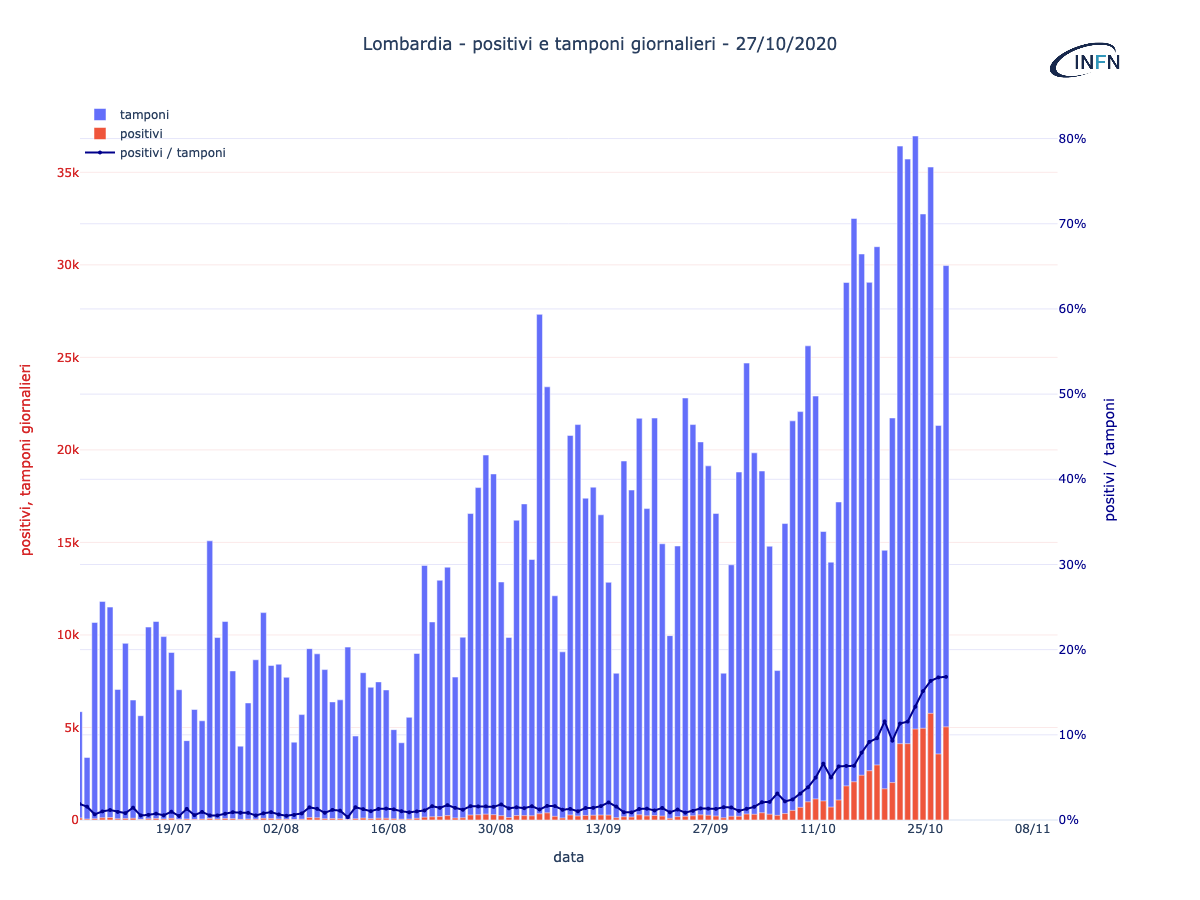 Lombardia - positivi e tamponi giornalieri - 27/10/2020
INFN
tamponi
positivi
positivi / tamponi
80%
35k
70%
30k
60%
25k
50%
20k
40%
15k
30%
10k
20%
5k
10%
0
0%
positivi, tamponi giornalieri
positivi / tamponi
19/07 02/08 16/08 30/08 13/09 27/09 11/10 25/10 08/11
data